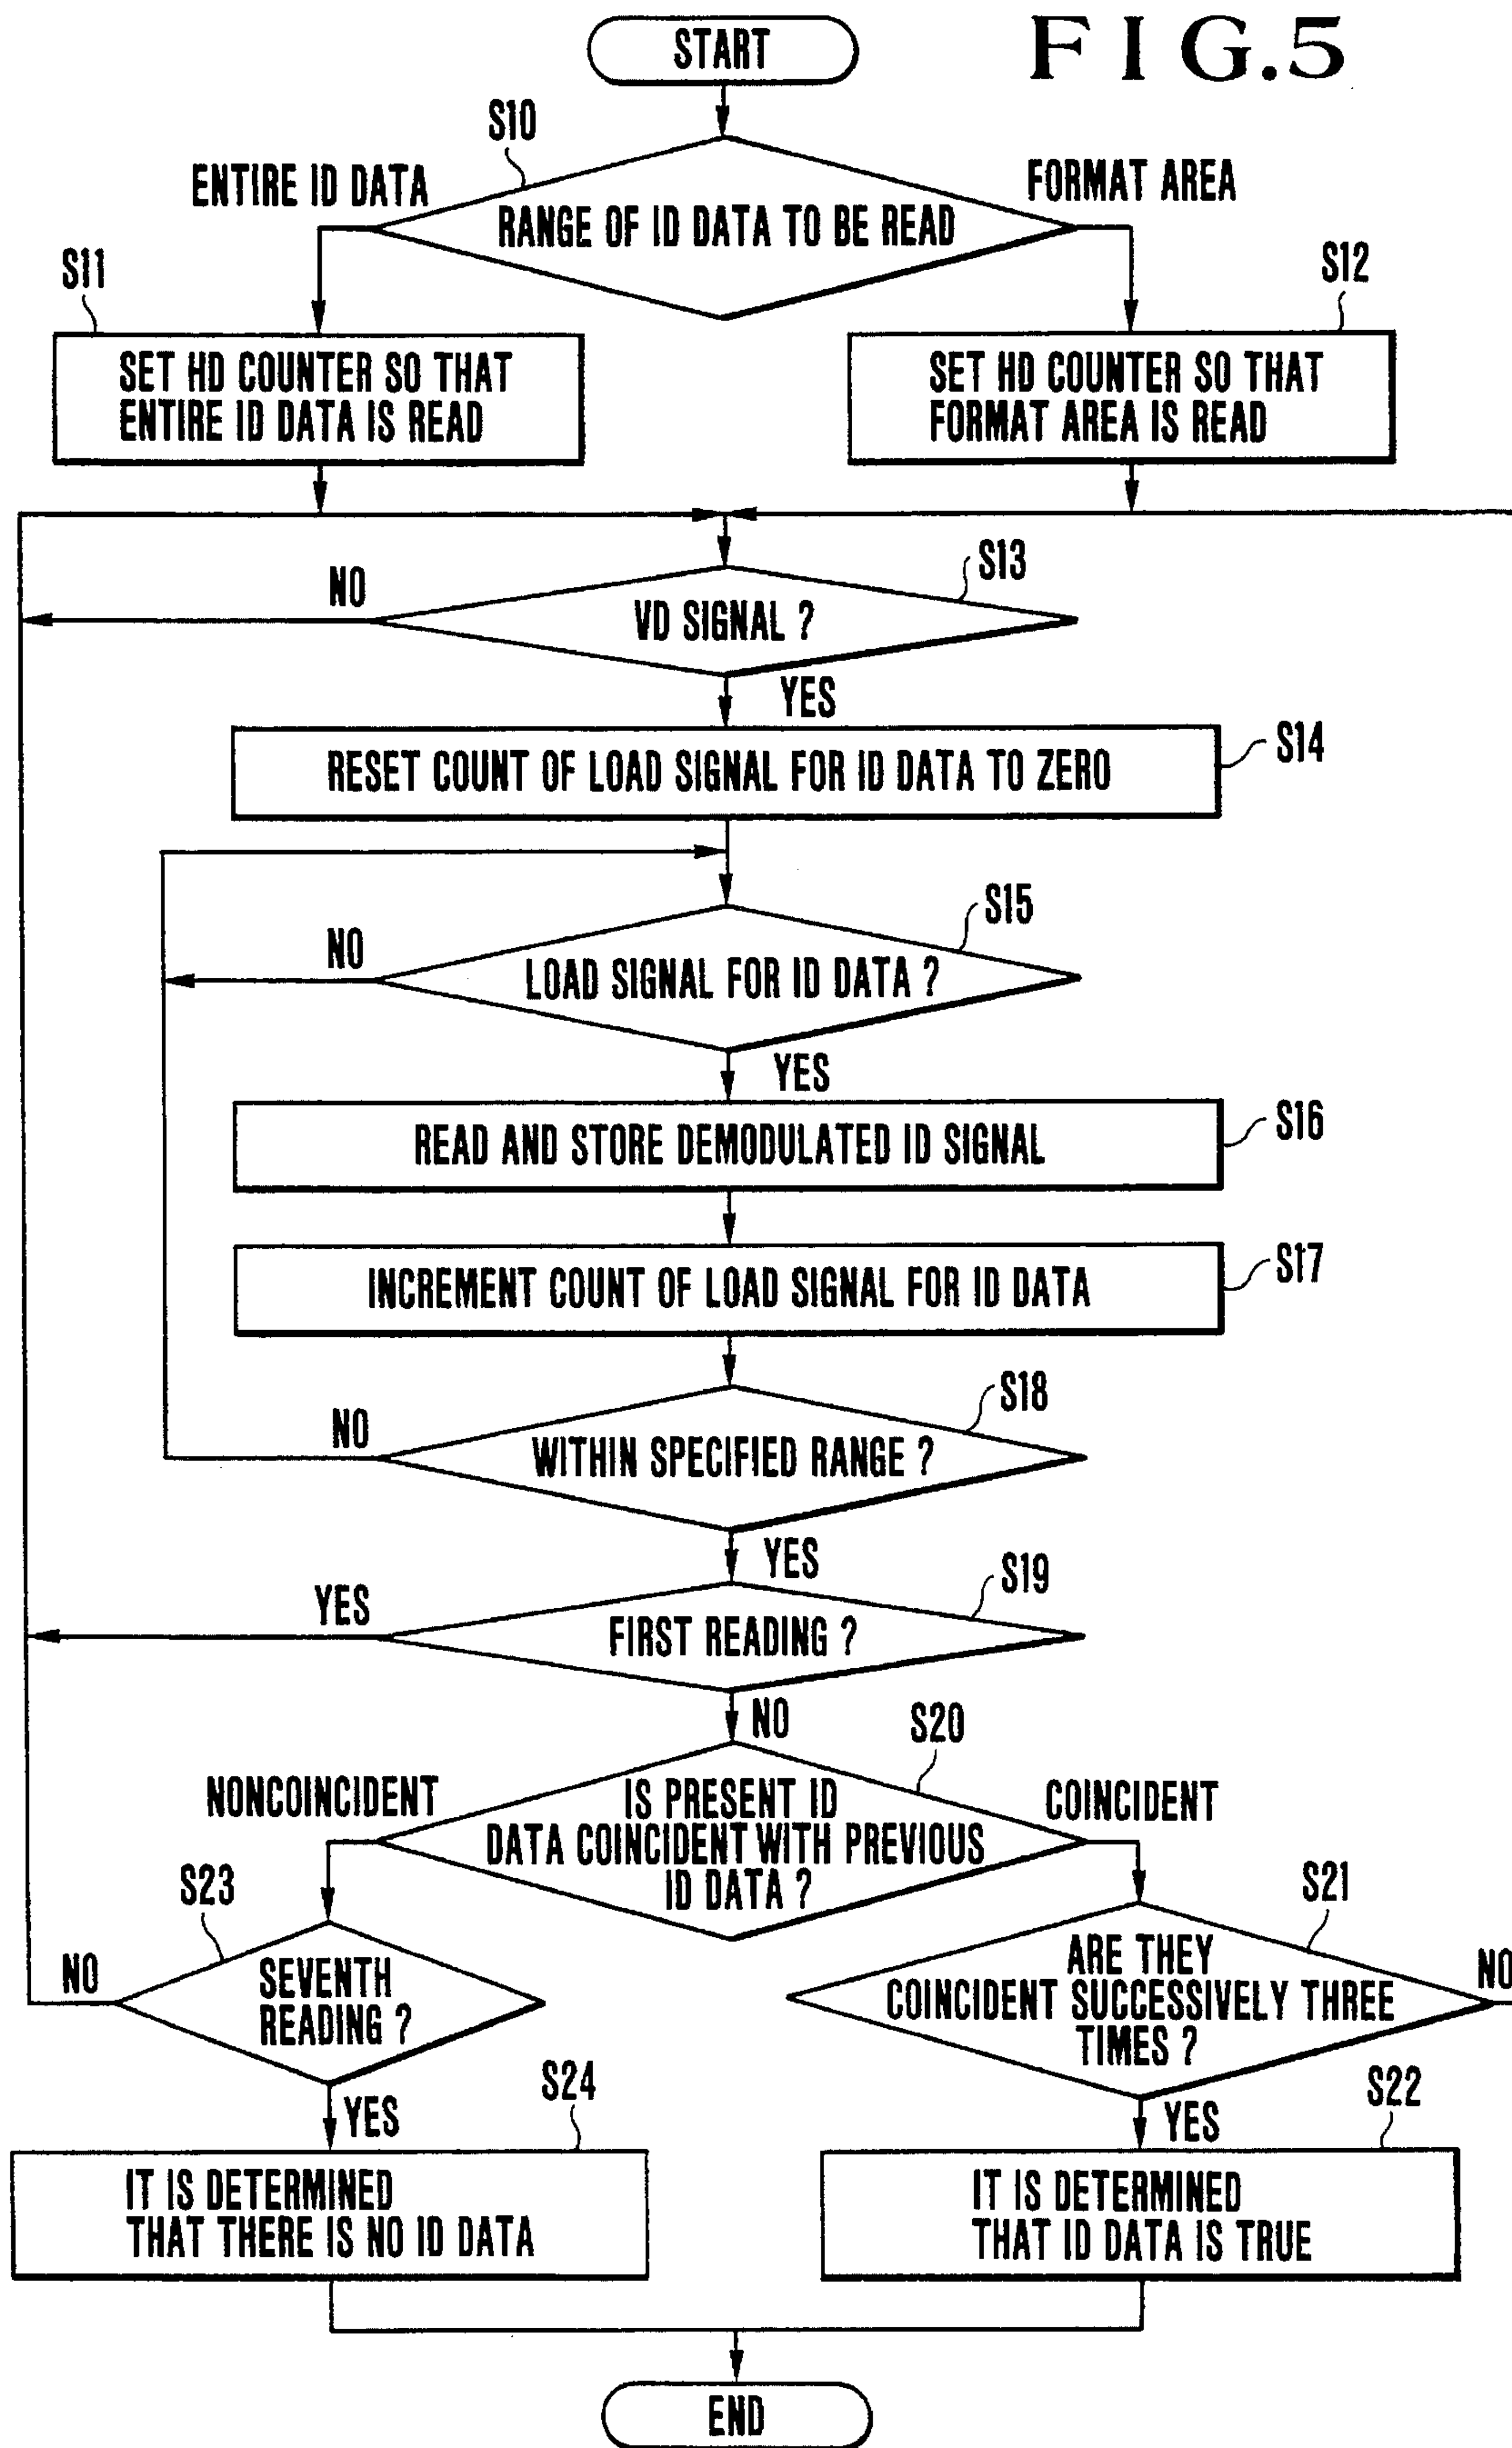 START
FIG.5
S10
ENTIRE ID DATA
FORMAT AREA
RANGE OF ID DATA TO BE READ
S11
S12
SET HD COUNTER SO THAT
ENTIRE ID DATA IS READ
SET HD COUNTER SO THAT
FORMAT AREA IS READ
S13
NO
VD SIGNAL ?
YES
S14
RESET COUNT OF LOAD SIGNAL FOR ID DATA TO ZERO
S15
NO
LOAD SIGNAL FOR ID DATA ?
YES
S16
READ AND STORE DEMODULATED ID SIGNAL
S17
INCREMENT COUNT OF LOAD SIGNAL FOR ID DATA
S18
NO
WITHIN SPECIFIED RANGE ?
YES
S19
YES
FIRST READING ?
NO
S20
NONCOINCIDENT
COINCIDENT
IS PRESENT ID
DATA COINCIDENT WITH PREVIOUS
ID DATA ?
S23
S21
NO
SEVENTH
READING ?
ARE THEY
COINCIDENT SUCCESSIVELY THREE
TIMES ?
NO
S24
YES
S22
YES
IT IS DETERMINED
THAT THERE IS NO ID DATA
IT IS DETERMINED
THAT ID DATA IS TRUE
END